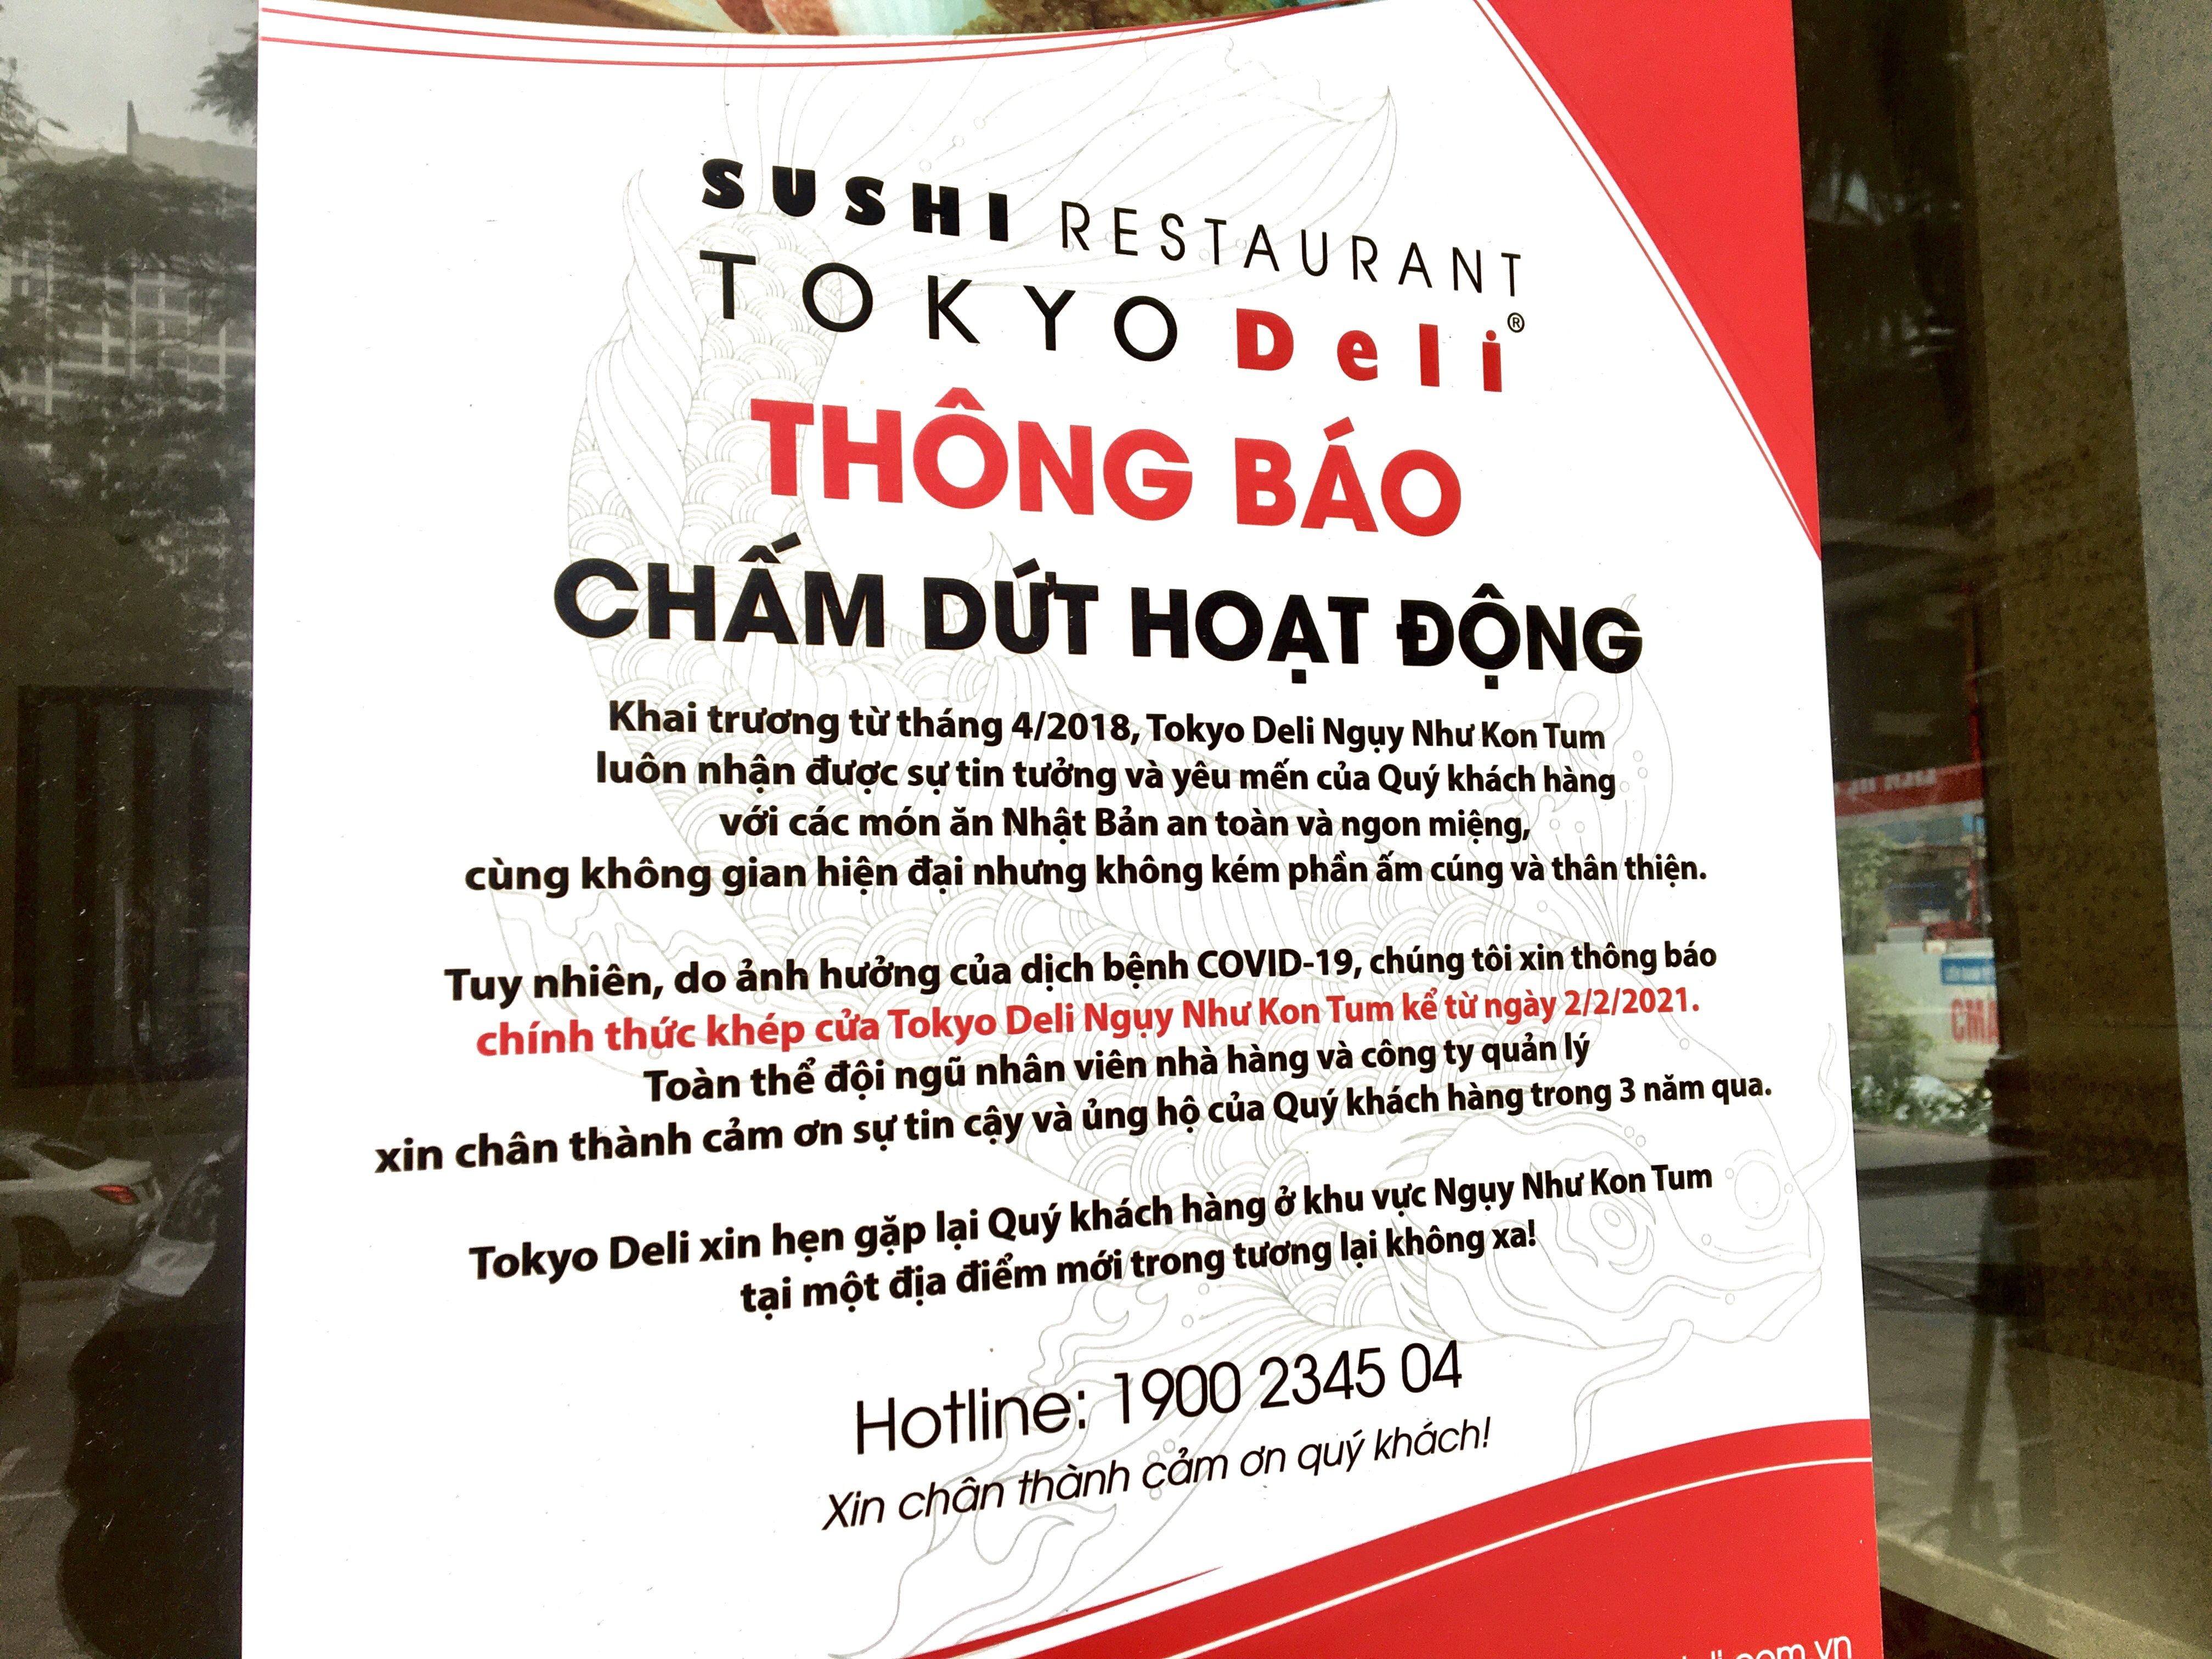 SUSHI RESTAURANT
TOKYO Deli®
THÔNG BÁO
CHẤM DỨT HOẠT ĐỘNG
Khai trương từ tháng 4/2018, Tokyo Deli Ngụy Như Kon Tum
luôn nhận được sự tin tưởng và yêu mến của Quý khách hàng
với các món ăn Nhật Bản an toàn và ngon miệng,
cùng không gian hiện đại nhưng không kém phần ấm cúng và thân thiện.
Tuy nhiên, do ảnh hưởng của dịch bệnh COVID-19, chúng tôi xin thông báo
chính thức khép cửa Tokyo Deli Ngụy Như Kon Tum kể từ ngày 2/2/2021.
Toàn thể đội ngũ nhân viên nhà hàng và công ty quản lý
xin chân thành cảm ơn sự tin cậy và ủng hộ của Quý khách hàng trong 3 năm qua.
Tokyo Deli xin hẹn gặp lại Quý khách hàng ở khu vực Ngụy Như Kon Tum
tại một địa điểm mới trong tương lại không xa!
Hotline: 1900 2345 04
Xin chân thành cảm ơn quý khách!
.com.vn